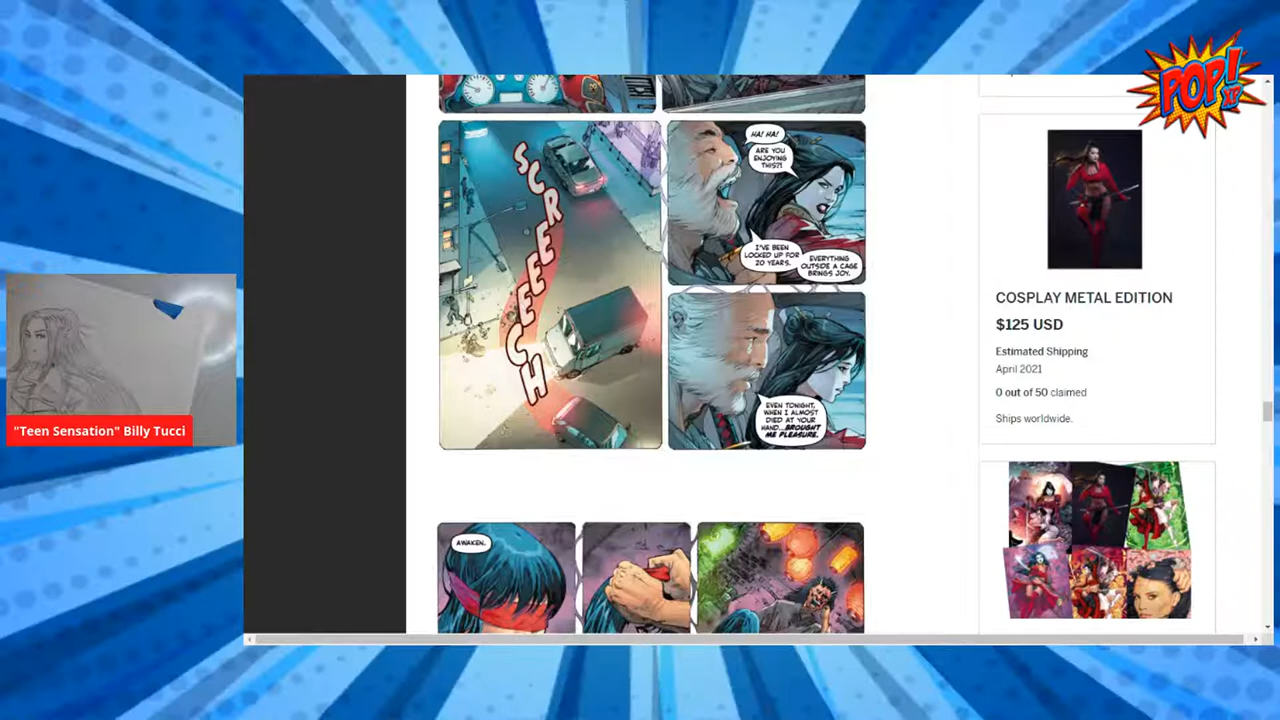 POP!
XP
SCREEEECH
HA! HA!
ARE YOU
ENJOYING
THIS?!
I'VE BEEN
LOCKED UP FOR
20 YEARS.
EVERYTHING
OUTSIDE A CAGE
BRINGS JOY.
EVEN TONIGHT,
WHEN I ALMOST
DIED AT YOUR
HAND...BROUGHT
ME PLEASURE.
AWAKEN.
COSPLAY METAL EDITION
$125 USD
Estimated Shipping
April 2021
0 out of 50 claimed
Ships worldwide.
"Teen Sensation" Billy Tucci